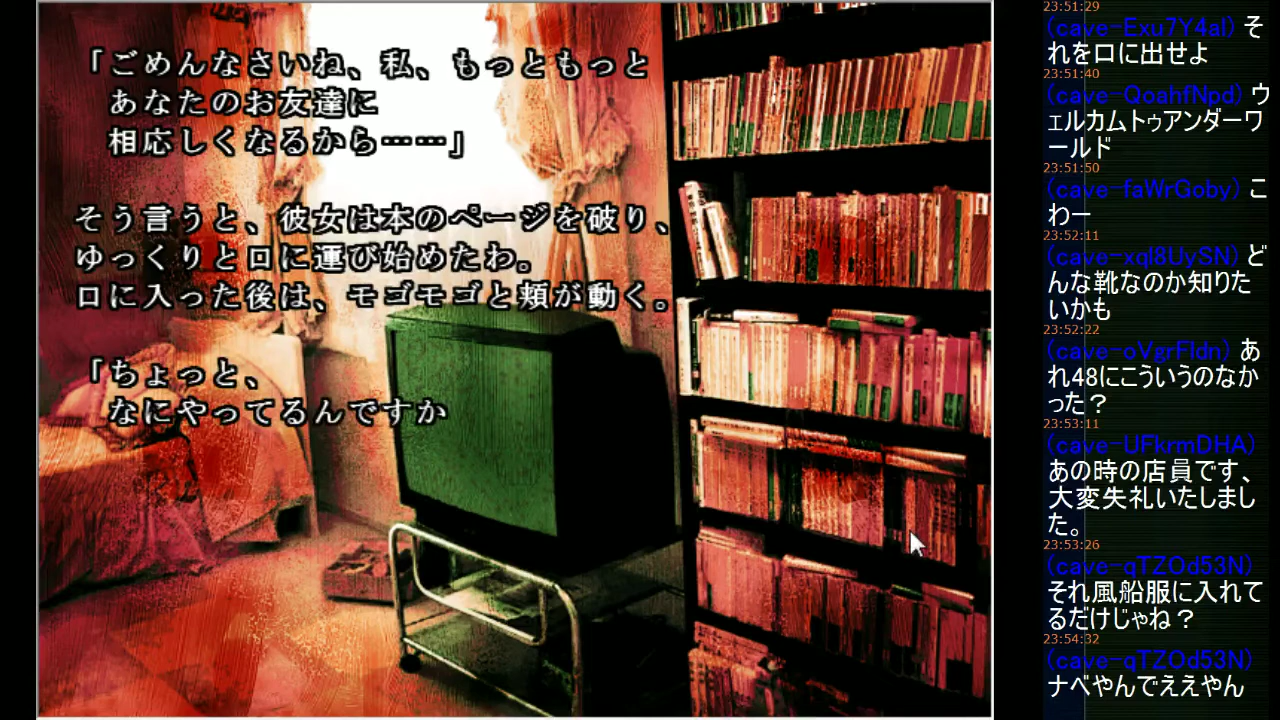 「ごめんなさいね、私、もっともっと
あなたのお友達に
相応しくなるから……」
そう言うと、彼女は本のページを破り、
ゆっくりと口に運び始めたわ。
口に入った後は、モゴモゴと頬が動く。
「ちょっと、
なにやってるんですか
23:51:29
(cave-Exu7Y4al) そ
れを口に出せよ
23:51:40
(cave-QoahfNpd) ウ
ェルカムトゥアンダーワ
ールド
23:51:50
(cave-faWrGoby) こ
わー
23:52:11
(cave-xql8UySN) ど
んな靴なのか知りた
いかも
23:52:22
(cave-oVgrFldn) あ
れ48にこういうのなか
った？
23:53:11
(cave-UFkrmDHA)
あの時の店員です、
大変失礼いたしまし
た。
23:53:26
(cave-qTZOd53N)
それ風船服に入れて
るだけじゃね？
23:54:32
(cave-qTZOd53N)
ナベやんでええやん